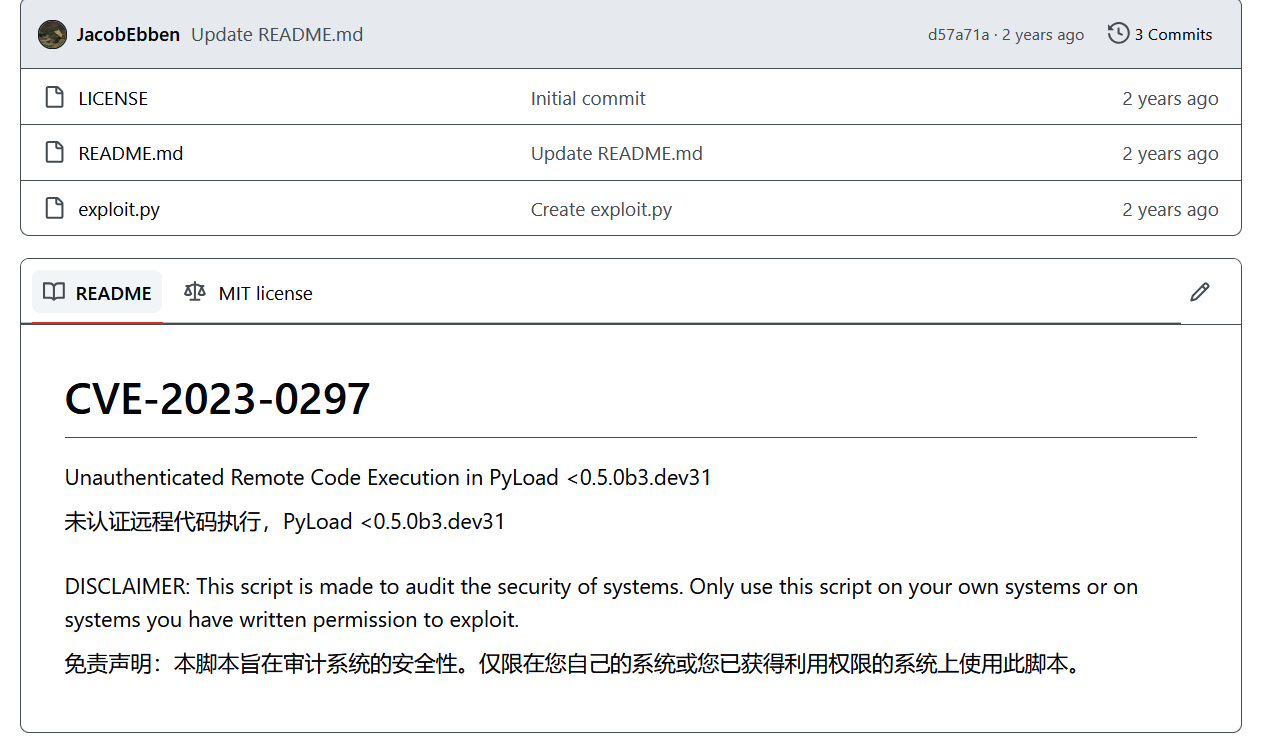 JacobEbben Update README.md d57a71a · 2 years ago 3 Commits
LICENSE Initial commit 2 years ago
README.md Update README.md 2 years ago
exploit.py Create exploit.py 2 years ago
README MIT license
CVE-2023-0297
Unauthenticated Remote Code Execution in PyLoad <0.5.0b3.dev31
未认证远程代码执行，PyLoad <0.5.0b3.dev31
DISCLAIMER: This script is made to audit the security of systems. Only use this script on your own systems or on
systems you have written permission to exploit.
免责声明：本脚本旨在审计系统的安全性。仅限在您自己的系统或您已获得利用权限的系统上使用此脚本。